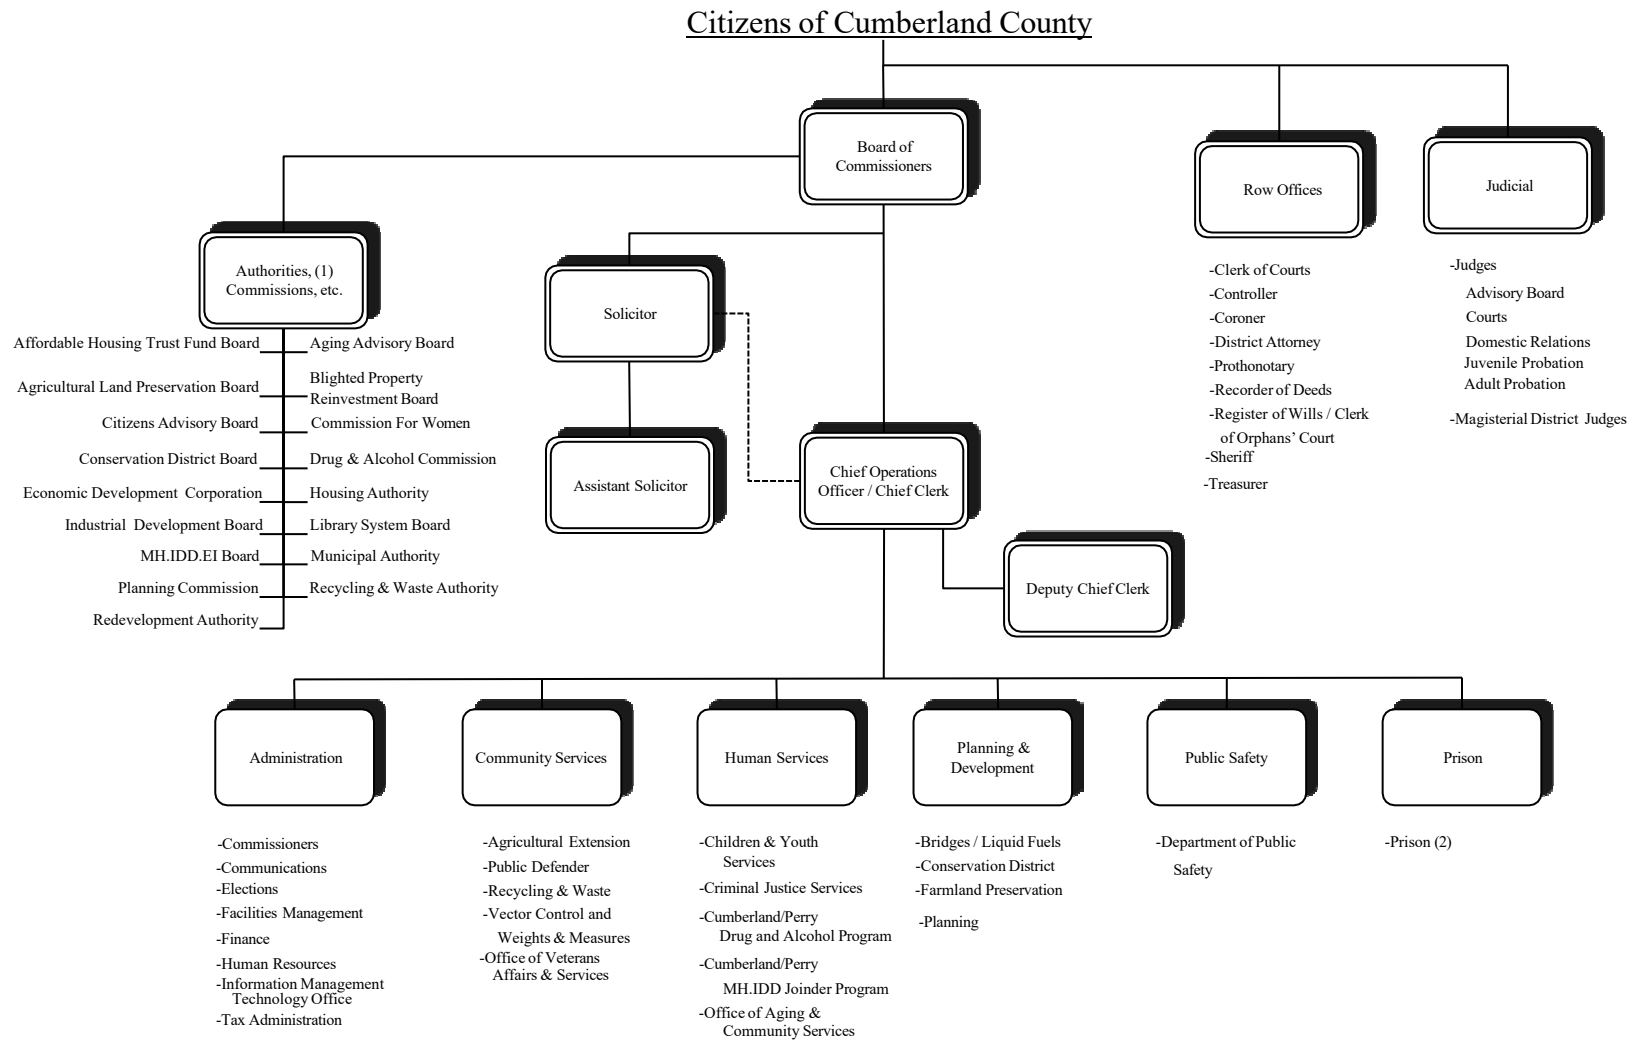 Citizens of Cumberland County
Board of
Commissioners
Row Offices
Judicial
Authorities, (1)
Commissions, etc.
Solicitor
Assistant Solicitor
Chief Operations
Officer / Chief Clerk
Deputy Chief Clerk
Affordable Housing Trust Fund Board
Aging Advisory Board
Agricultural Land Preservation Board
Blighted Property
Reinvestment Board
Citizens Advisory Board
Commission For Women
Conservation District Board
Drug & Alcohol Commission
Economic Development Corporation
Housing Authority
Industrial Development Board
Library System Board
MH.IDD.EI Board
Municipal Authority
Planning Commission
Recycling & Waste Authority
Redevelopment Authority
-Clerk of Courts
-Controller
-Coroner
-District Attorney
-Prothonotary
-Recorder of Deeds
-Register of Wills / Clerk
of Orphans’ Court
-Sheriff
-Treasurer
-Judges
Advisory Board
Courts
Domestic Relations
Juvenile Probation
Adult Probation
-Magisterial District Judges
Administration
-Commissioners
-Communications
-Elections
-Facilities Management
-Finance
-Human Resources
-Information Management
Technology Office
-Tax Administration
Community Services
-Agricultural Extension
-Public Defender
-Recycling & Waste
-Vector Control and
Weights & Measures
-Office of Veterans
Affairs & Services
Human Services
-Children & Youth
Services
-Criminal Justice Services
-Cumberland/Perry
Drug and Alcohol Program
-Cumberland/Perry
MH.IDD Joinder Program
-Office of Aging &
Community Services
Planning &
Development
-Bridges / Liquid Fuels
-Conservation District
-Farmland Preservation
-Planning
Public Safety
-Department of Public
Safety
Prison
-Prison (2)